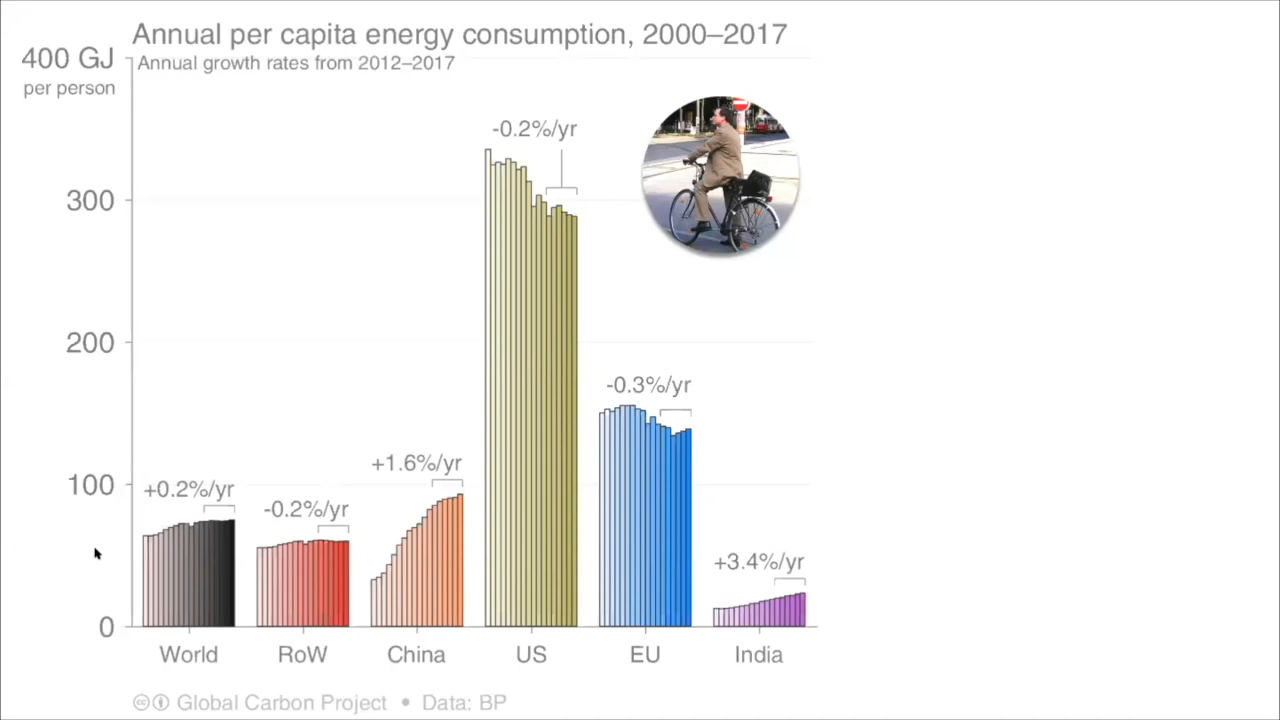 Annual per capita energy consumption, 2000–2017
Annual growth rates from 2012–2017
400 GJ
per person
300
200
100
0
+0.2%/yr
-0.2%/yr
+1.6%/yr
-0.2%/yr
-0.3%/yr
+3.4%/yr
World
RoW
China
US
EU
India
cc Global Carbon Project • Data: BP